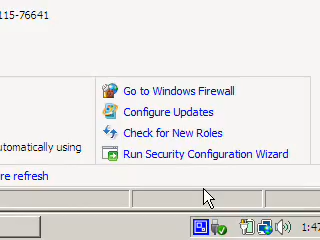 115-76641
Go to Windows Firewall
Configure Updates
Check for New Roles
utomatically using
Run Security Configuration Wizard
re refresh
1:47